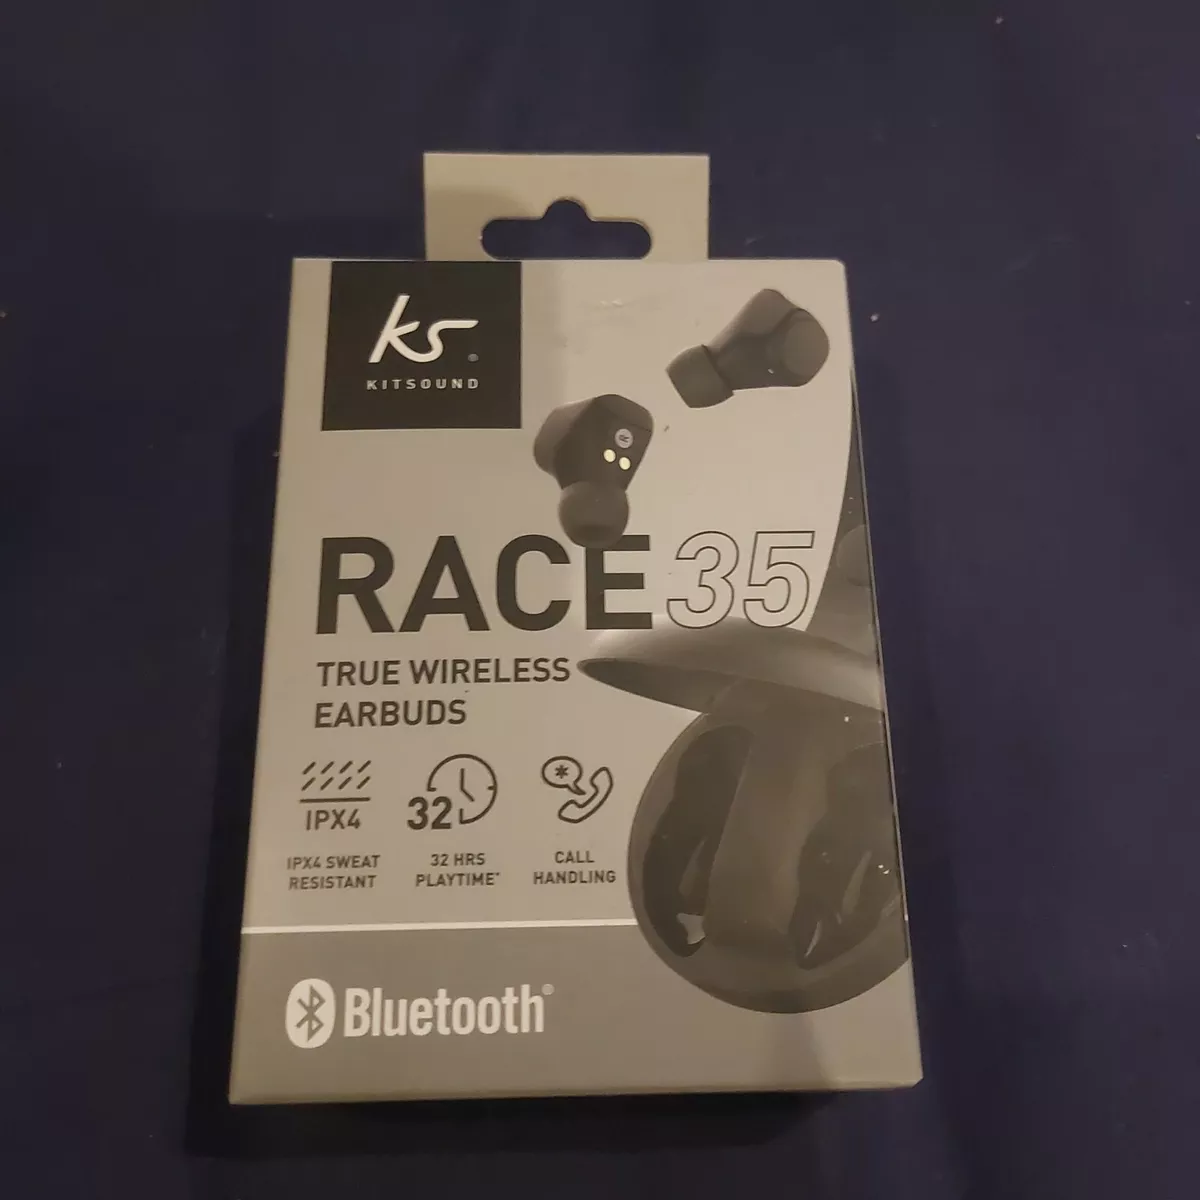 ks®
KITSOUND
R
RACE 35
TRUE WIRELESS
EARBUDS
IPX4
32
IPX4 SWEAT
RESISTANT
32 HRS
PLAYTIME*
CALL
HANDLING
Bluetooth®